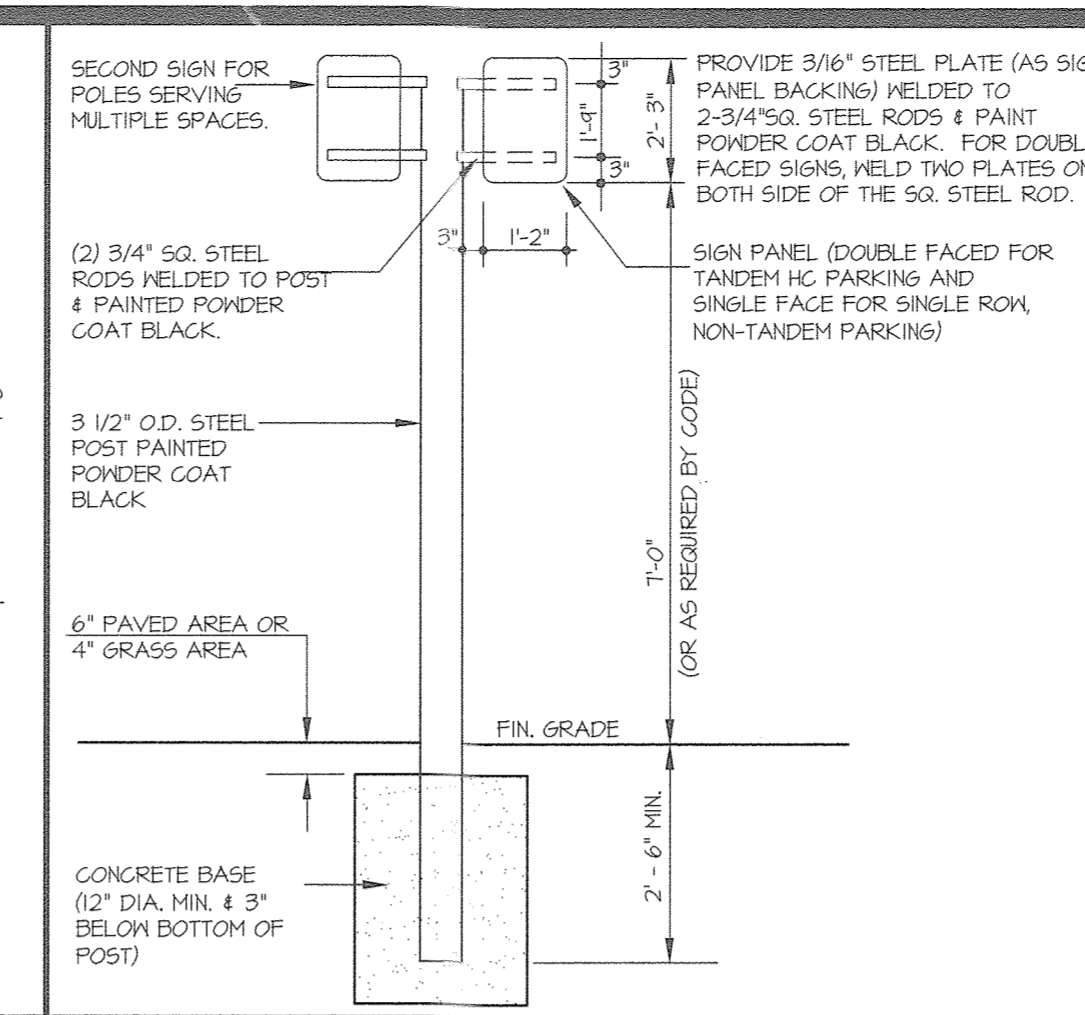 SECOND SIGN FOR
POLES SERVING
MULTIPLE SPACES.
(2) 3/4" SQ. STEEL
RODS WELDED TO POST
& PAINTED POWDER
COAT BLACK.
3 1/2" O.D. STEEL
POST PAINTED
POWDER COAT
BLACK
6" PAVED AREA OR
4" GRASS AREA
CONCRETE BASE
(12" DIA. MIN. & 3"
BELOW BOTTOM OF
POST)
3"
1'-9"
3"
2'- 3"
3"
1'-2"
PROVIDE 3/16" STEEL PLATE (AS SIG
PANEL BACKING) WELDED TO
2-3/4"SQ. STEEL RODS & PAINT
POWDER COAT BLACK. FOR DOUBL
FACED SIGNS, WELD TWO PLATES ON
BOTH SIDE OF THE SQ. STEEL ROD.
SIGN PANEL (DOUBLE FACED FOR
TANDEM HC PARKING AND
SINGLE FACE FOR SINGLE ROW,
NON-TANDEM PARKING)
7'-0"
(OR AS REQUIRED BY CODE)
FIN. GRADE
2' - 6" MIN.